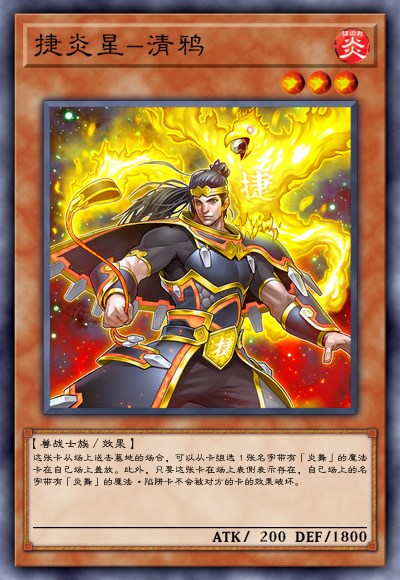 捷炎星-清鸦
ほのお
炎
捷
捷
【兽战士族/效果】
这张卡从场上送去墓地的场合，可以从卡组选1张名字带有「炎舞」的魔法
卡在自己场上盖放。此外，只要这张卡在场上表侧表示存在，自己场上的名
字带有「炎舞」的魔法·陷阱卡不会被对方的卡的效果破坏。
ATK/ 200 DEF/1800